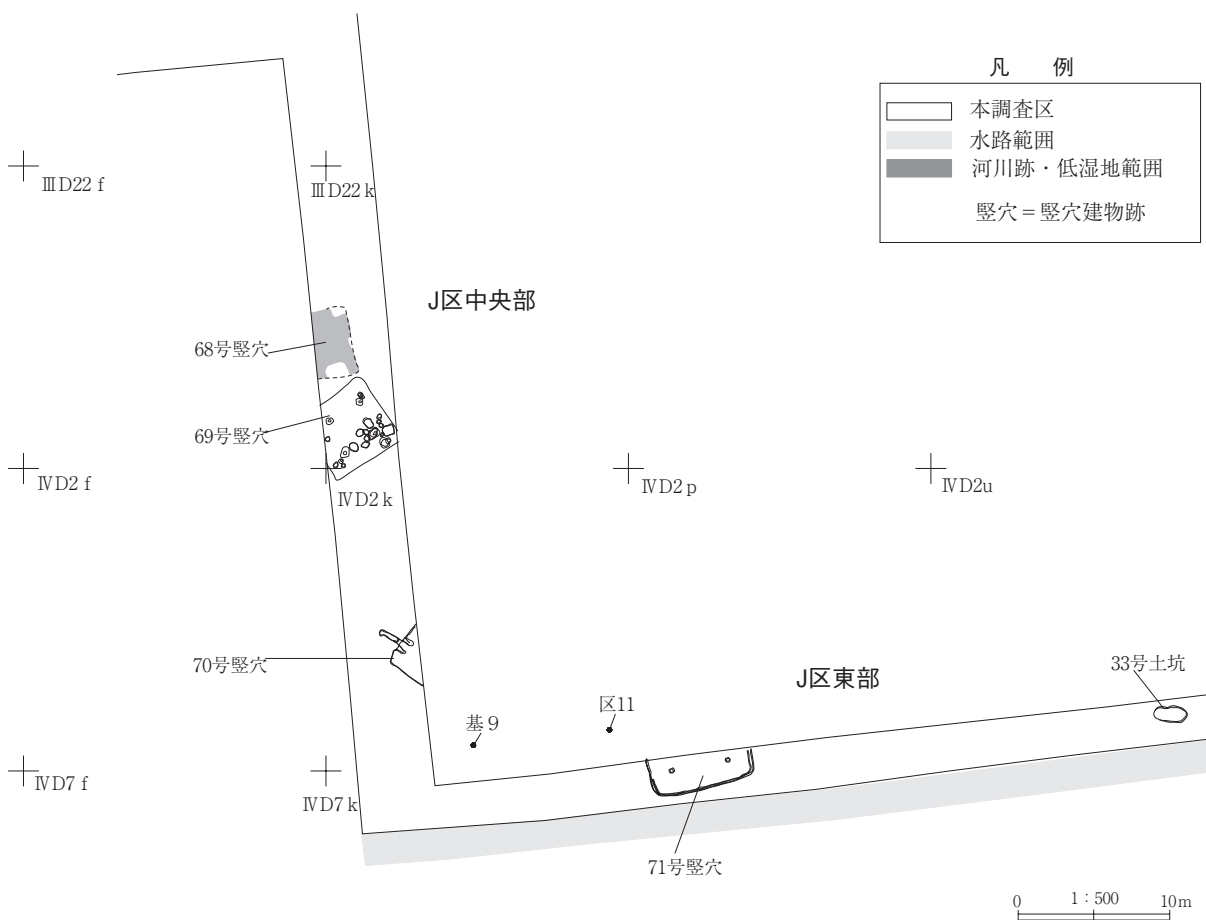 凡　例
本調査区
水路範囲
河川跡・低湿地範囲
竪穴＝竪穴建物跡
ⅢD22 f
ⅢD22 k
J区中央部
68号竪穴
69号竪穴
ⅣD2 f
ⅣD2 k
ⅣD2 p
ⅣD2u
70号竪穴
J区東部
33号土坑
区11
基9
ⅣD7 f
ⅣD7 k
71号竪穴
0　1：500　10m